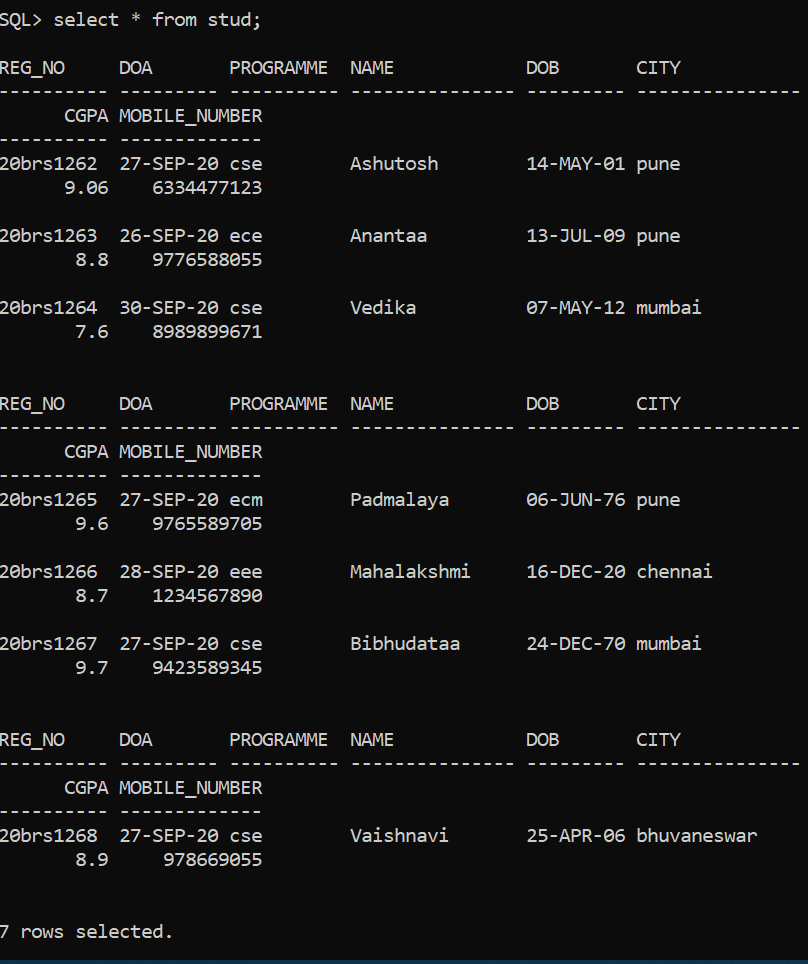 SQL> select * from stud;
REG_NO     DOA       PROGRAMME  NAME            DOB       CITY
---------- --------- ---------- --------------- --------- ---------------
      CGPA MOBILE_NUMBER
---------- -------------
20brs1262  27-SEP-20 cse        Ashutosh        14-MAY-01 pune
      9.06    6334477123
20brs1263  26-SEP-20 ece        Anantaa         13-JUL-09 pune
       8.8    9776588055
20brs1264  30-SEP-20 cse        Vedika          07-MAY-12 mumbai
       7.6    8989899671
REG_NO     DOA       PROGRAMME  NAME            DOB       CITY
---------- --------- ---------- --------------- --------- ---------------
      CGPA MOBILE_NUMBER
---------- -------------
20brs1265  27-SEP-20 ecm        Padmalaya       06-JUN-76 pune
       9.6    9765589705
20brs1266  28-SEP-20 eee        Mahalakshmi     16-DEC-20 chennai
       8.7    1234567890
20brs1267  27-SEP-20 cse        Bibhudataa      24-DEC-70 mumbai
       9.7    9423589345
REG_NO     DOA       PROGRAMME  NAME            DOB       CITY
---------- --------- ---------- --------------- --------- ---------------
      CGPA MOBILE_NUMBER
---------- -------------
20brs1268  27-SEP-20 cse        Vaishnavi       25-APR-06 bhuvaneswar
       8.9     978669055
7 rows selected.